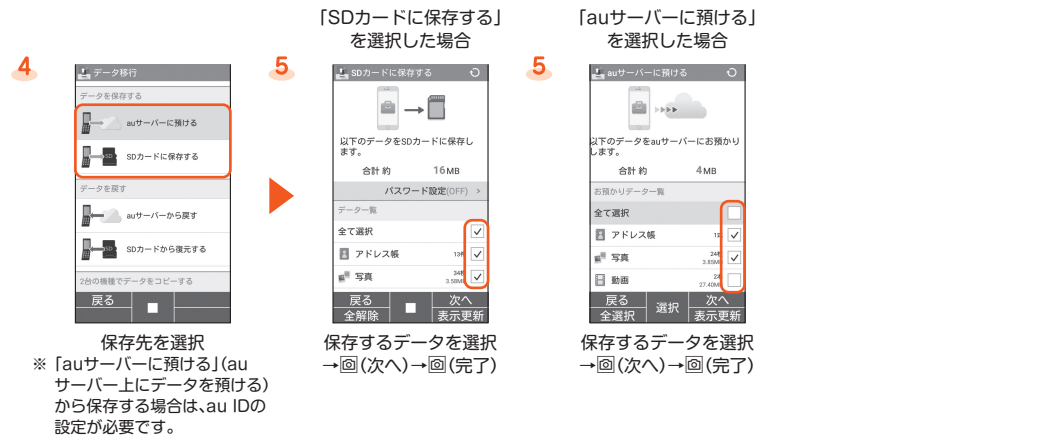 4
データ移行
データを保存する
auサーバーに預ける
SDカードに保存する
データを戻す
auサーバーから戻す
SDカードから復元する
2台の機種でデータをコピーする
戻る
保存先を選択
※「auサーバーに預ける」(au
サーバー上にデータを預ける)
から保存する場合は、au IDの
設定が必要です。
「SDカードに保存する」
を選択した場合
5
SDカードに保存する
以下のデータをSDカードに保存し
ます。
合計 約 16MB
パスワード設定(OFF) >
データ一覧
全て選択
アドレス帳
写真
戻る 次へ
全解除 表示更新
保存するデータを選択
→回(次へ)→回(完了)
「auサーバーに預ける」
を選択した場合
5
auサーバーに預ける
以下のデータをauサーバーにお預かり
します。
合計 約 4MB
お預かりデータ一覧
全て選択
アドレス帳
写真
動画
戻る 選択 次へ
全選択 表示更新
保存するデータを選択
→回(次へ)→回(完了)